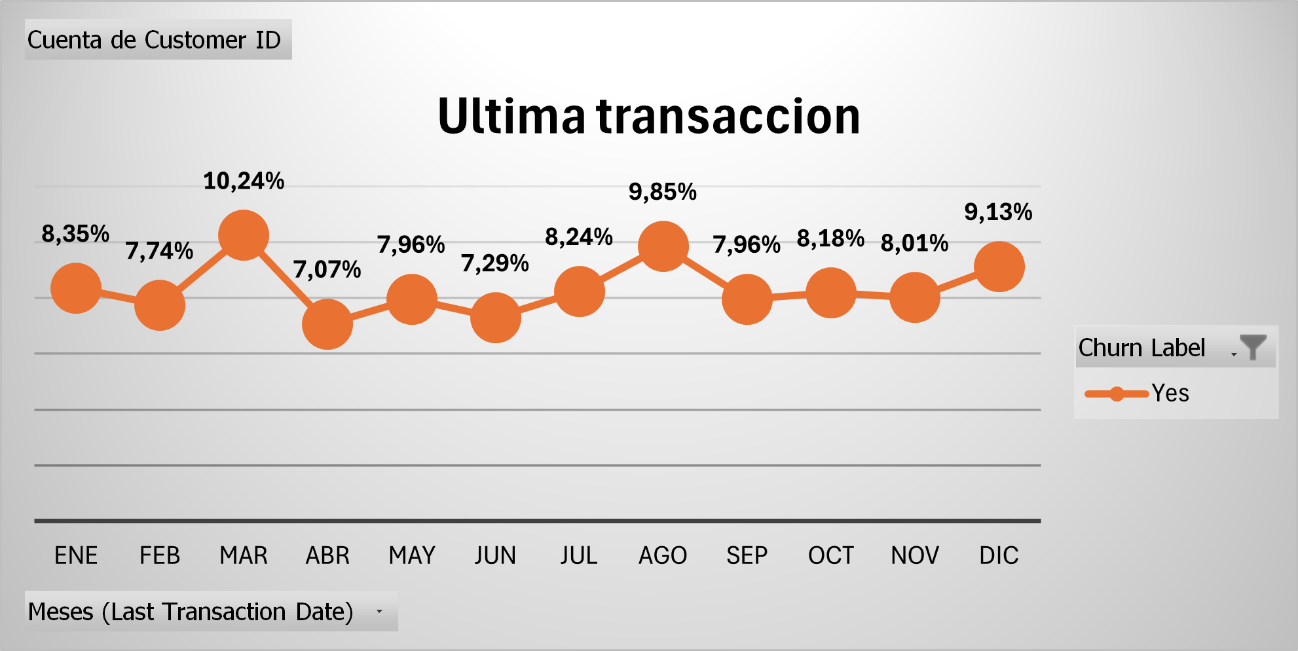 Cuenta de Customer ID
Ultima transaccion
8,35%
7,74%
10,24%
7,07%
7,96%
7,29%
8,24%
9,85%
7,96%
8,18%
8,01%
9,13%
Churn Label
Yes
ENE FEB MAR ABR MAY JUN JUL AGO SEP OCT NOV DIC
Meses (Last Transaction Date)